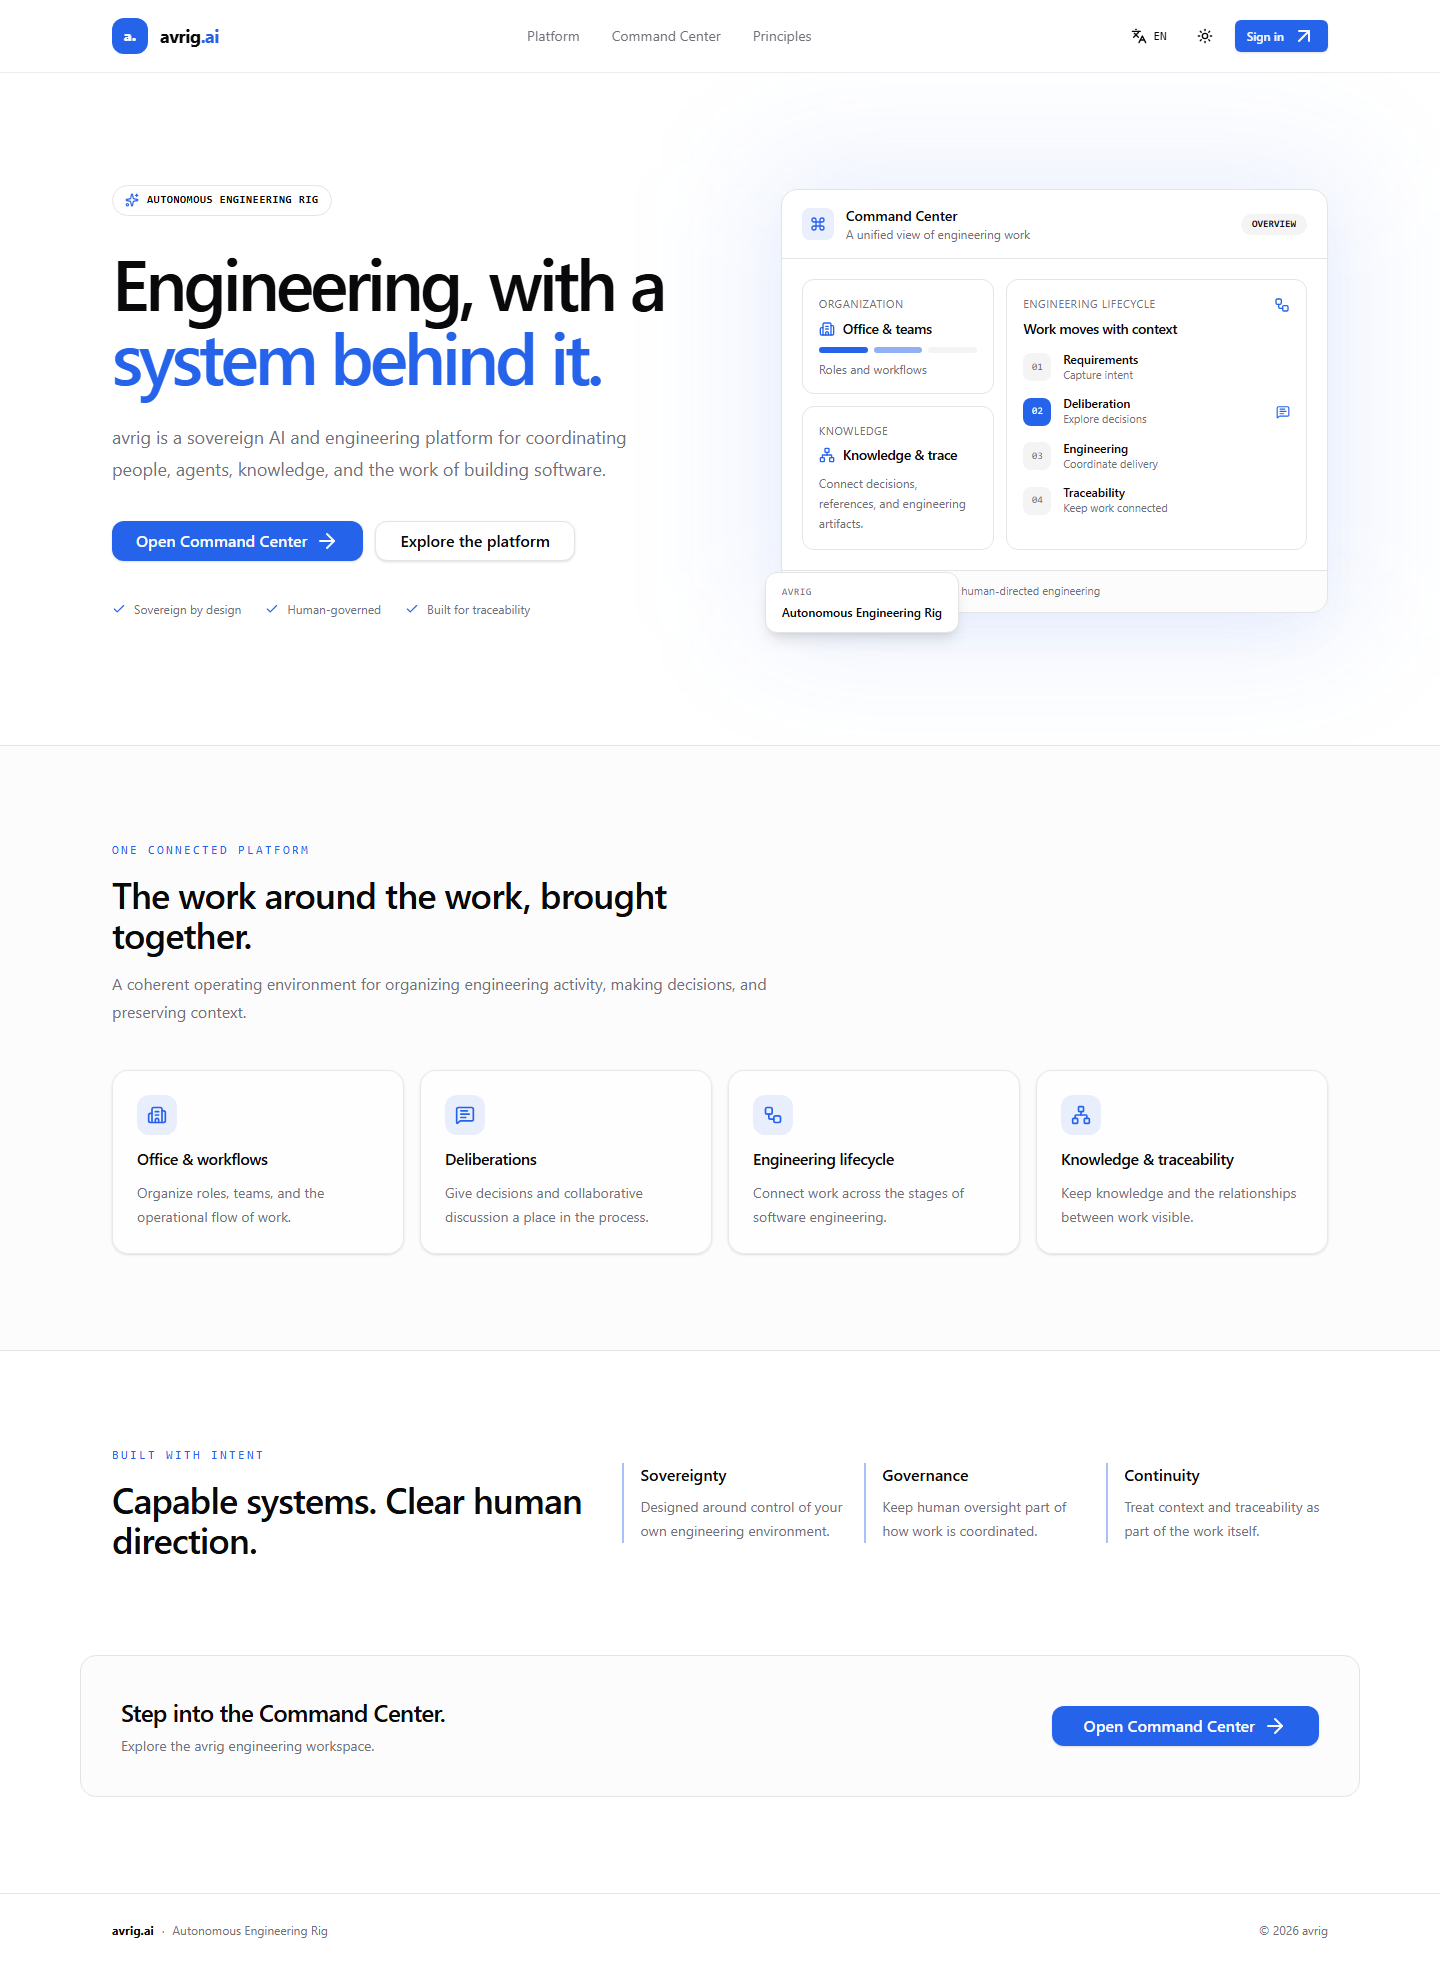 a. avrig.ai
Platform Command Center Principles
EN
Sign in
AUTONOMOUS ENGINEERING RIG
Engineering, with a
system behind it.
avrig is a sovereign AI and engineering platform for coordinating
people, agents, knowledge, and the work of building software.
Open Command Center
Explore the platform
Sovereign by design
Human-governed
Built for traceability
Command Center
A unified view of engineering work
OVERVIEW
ORGANIZATION
Office & teams
Roles and workflows
KNOWLEDGE
Knowledge & trace
Connect decisions,
references, and engineering
artifacts.
ENGINEERING LIFECYCLE
Work moves with context
01
Requirements
Capture intent
02
Deliberation
Explore decisions
03
Engineering
Coordinate delivery
04
Traceability
Keep work connected
human-directed engineering
AVRIG
Autonomous Engineering Rig
ONE CONNECTED PLATFORM
The work around the work, brought
together.
A coherent operating environment for organizing engineering activity, making decisions, and
preserving context.
Office & workflows
Organize roles, teams, and the
operational flow of work.
Deliberations
Give decisions and collaborative
discussion a place in the process.
Engineering lifecycle
Connect work across the stages of
software engineering.
Knowledge & traceability
Keep knowledge and the relationships
between work visible.
BUILT WITH INTENT
Capable systems. Clear human
direction.
Sovereignty
Designed around control of your
own engineering environment.
Governance
Keep human oversight part of
how work is coordinated.
Continuity
Treat context and traceability as
part of the work itself.
Step into the Command Center.
Explore the avrig engineering workspace.
Open Command Center
avrig.ai · Autonomous Engineering Rig
© 2026 avrig